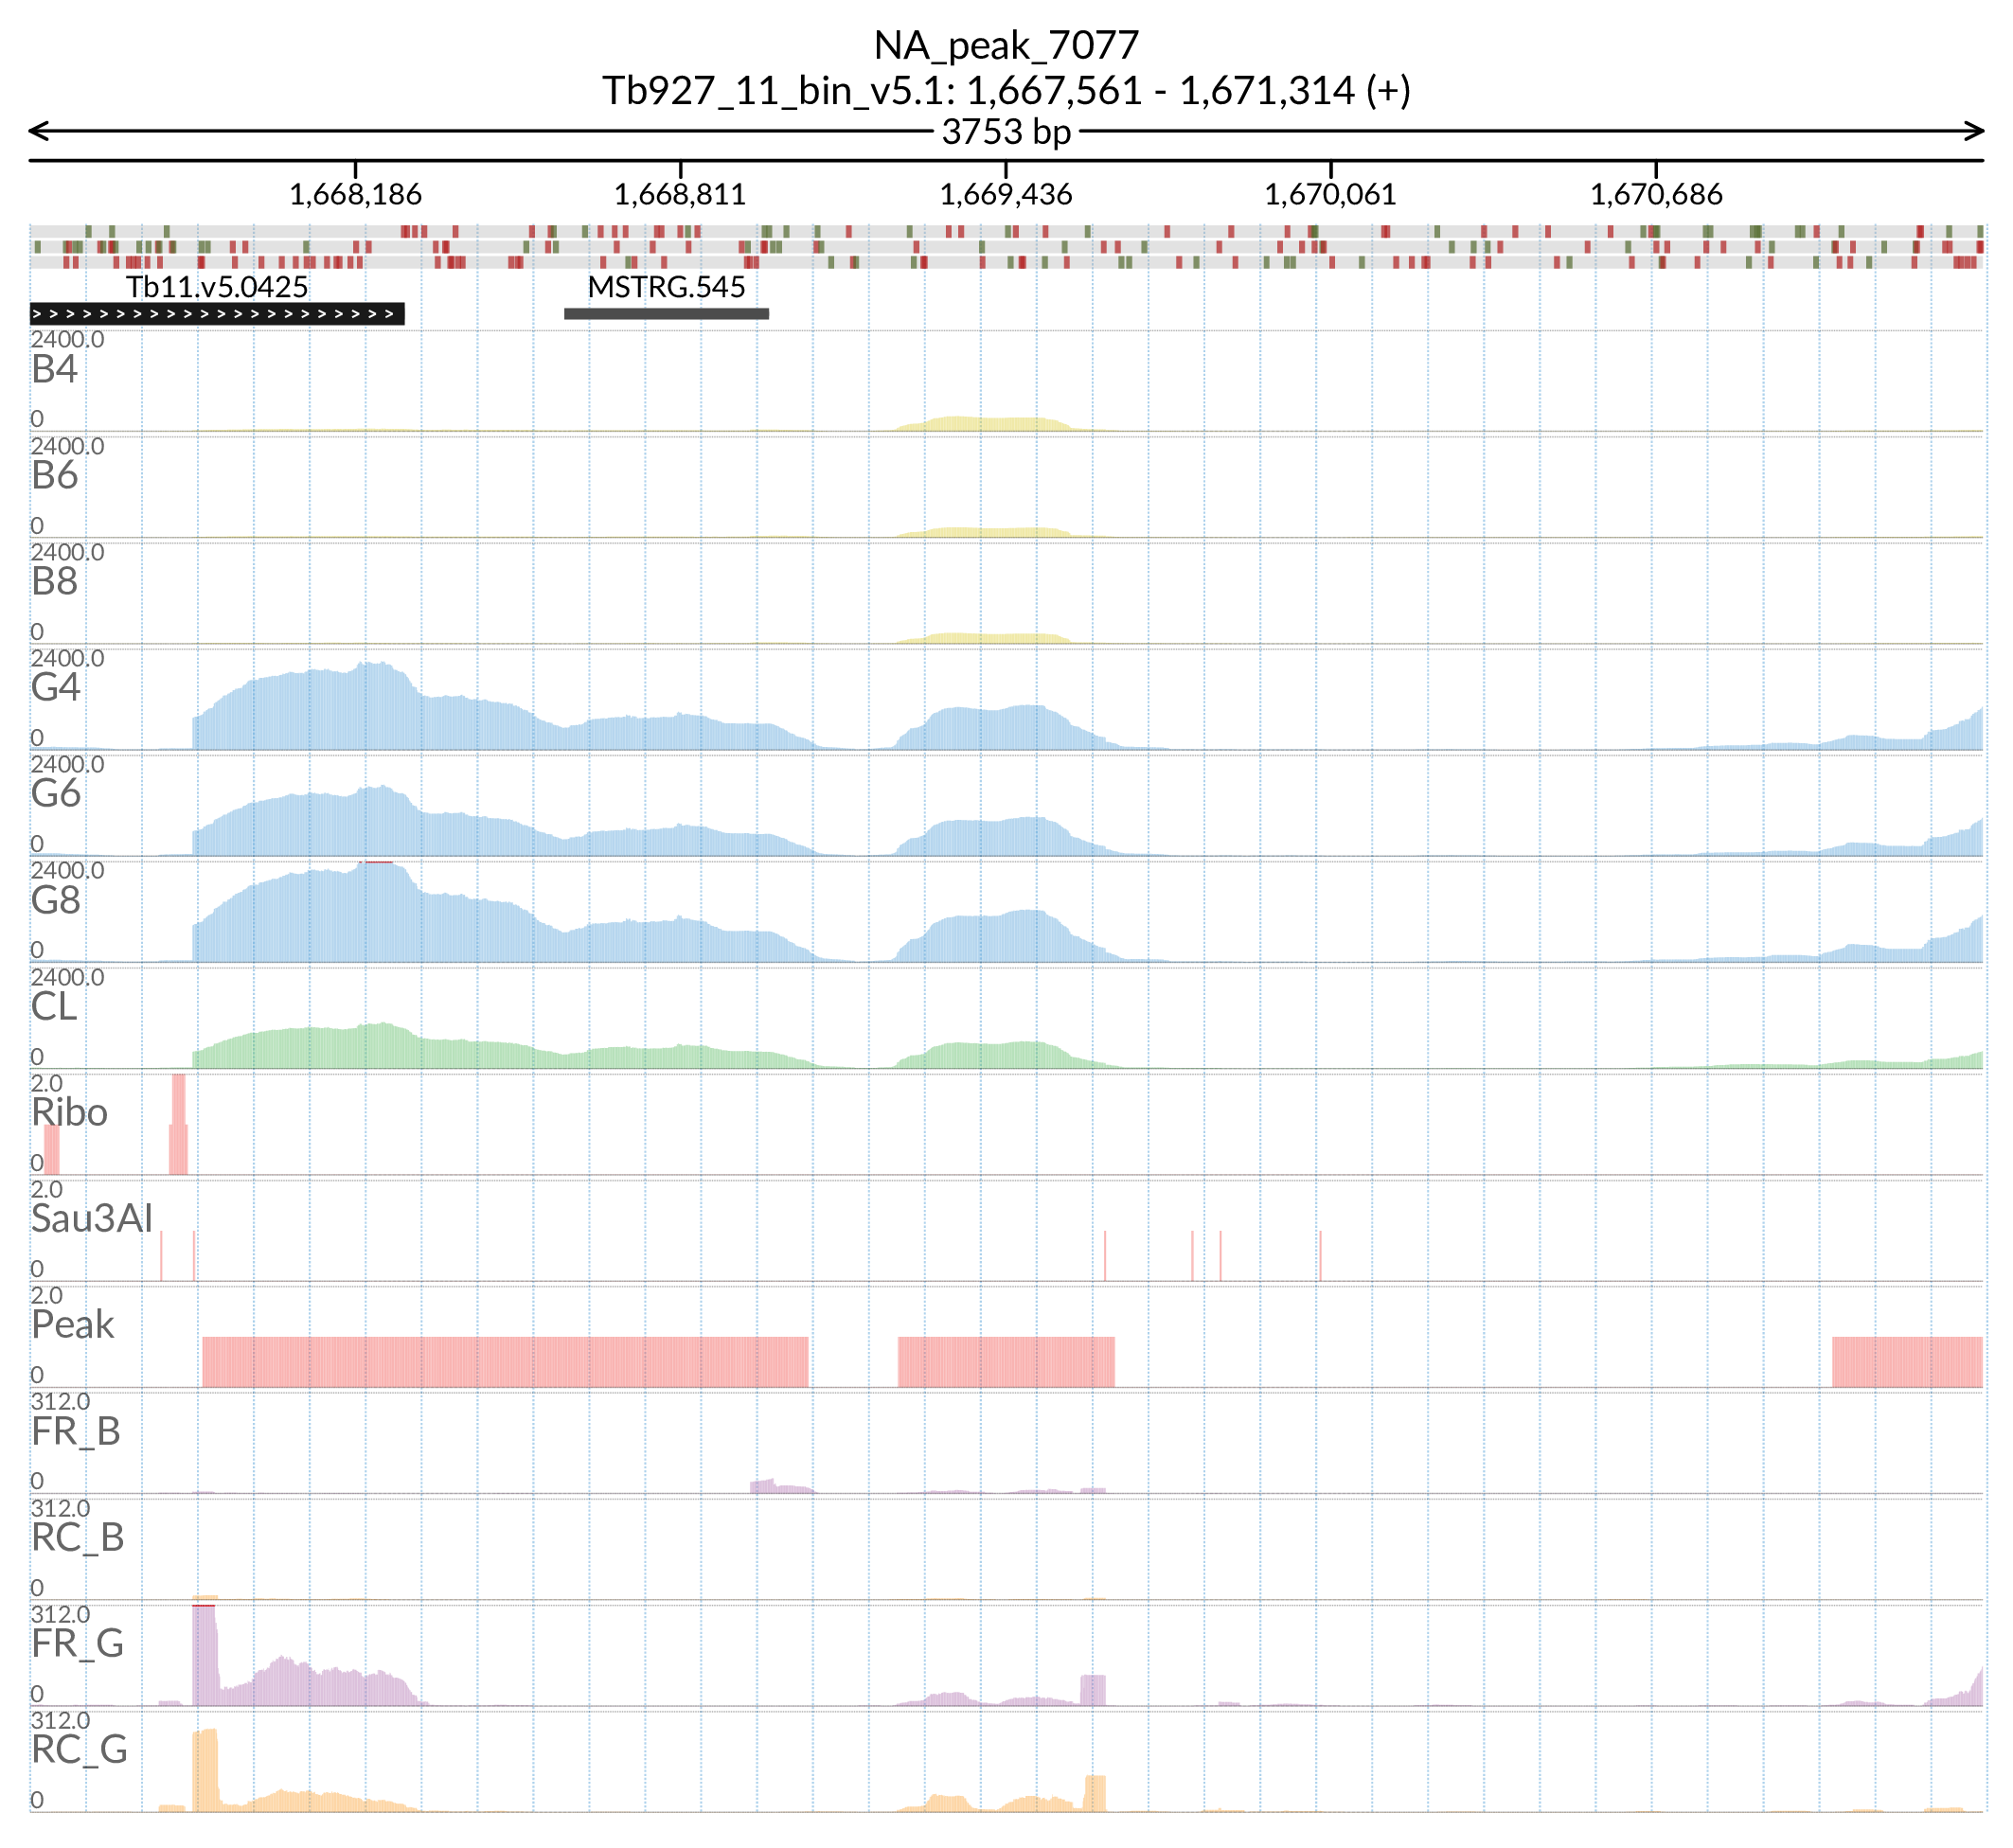 NA_peak_7077
Tb927_11_bin_v5.1: 1,667,561 - 1,671,314 (+)
3753 bp
1,668,186 1,668,811 1,669,436 1,670,061 1,670,686
Tb11.v5.0425 MSTRG.545
2400.0
B4
0
2400.0
B6
0
2400.0
B8
0
2400.0
G4
0
2400.0
G6
0
2400.0
G8
0
2400.0
CL
0
2.0
Ribo
0
2.0
Sau3AI
0
2.0
Peak
0
312.0
FR_B
0
312.0
RC_B
0
312.0
FR_G
0
312.0
RC_G
0